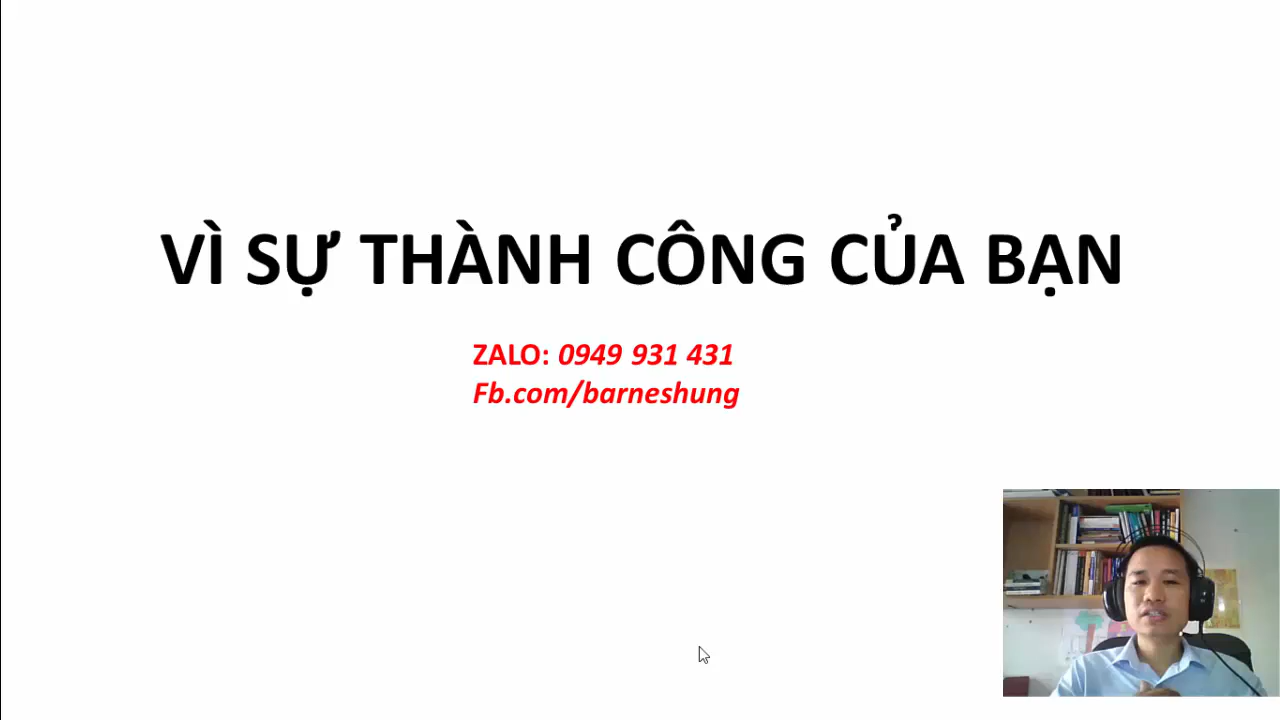 VÌ SỰ THÀNH CÔNG CỦA BẠN
ZALO: 0949 931 431
Fb.com/barneshung